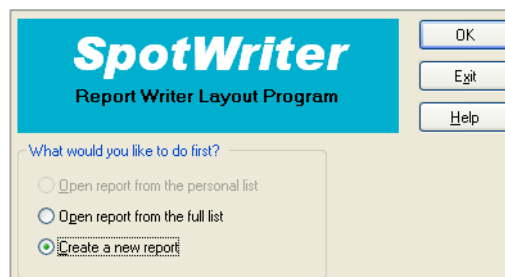 SpotWriter
Report Writer Layout Program
OK
Exit
Help
What would you like to do first?
Open report from the personal list
Open report from the full list
Create a new report